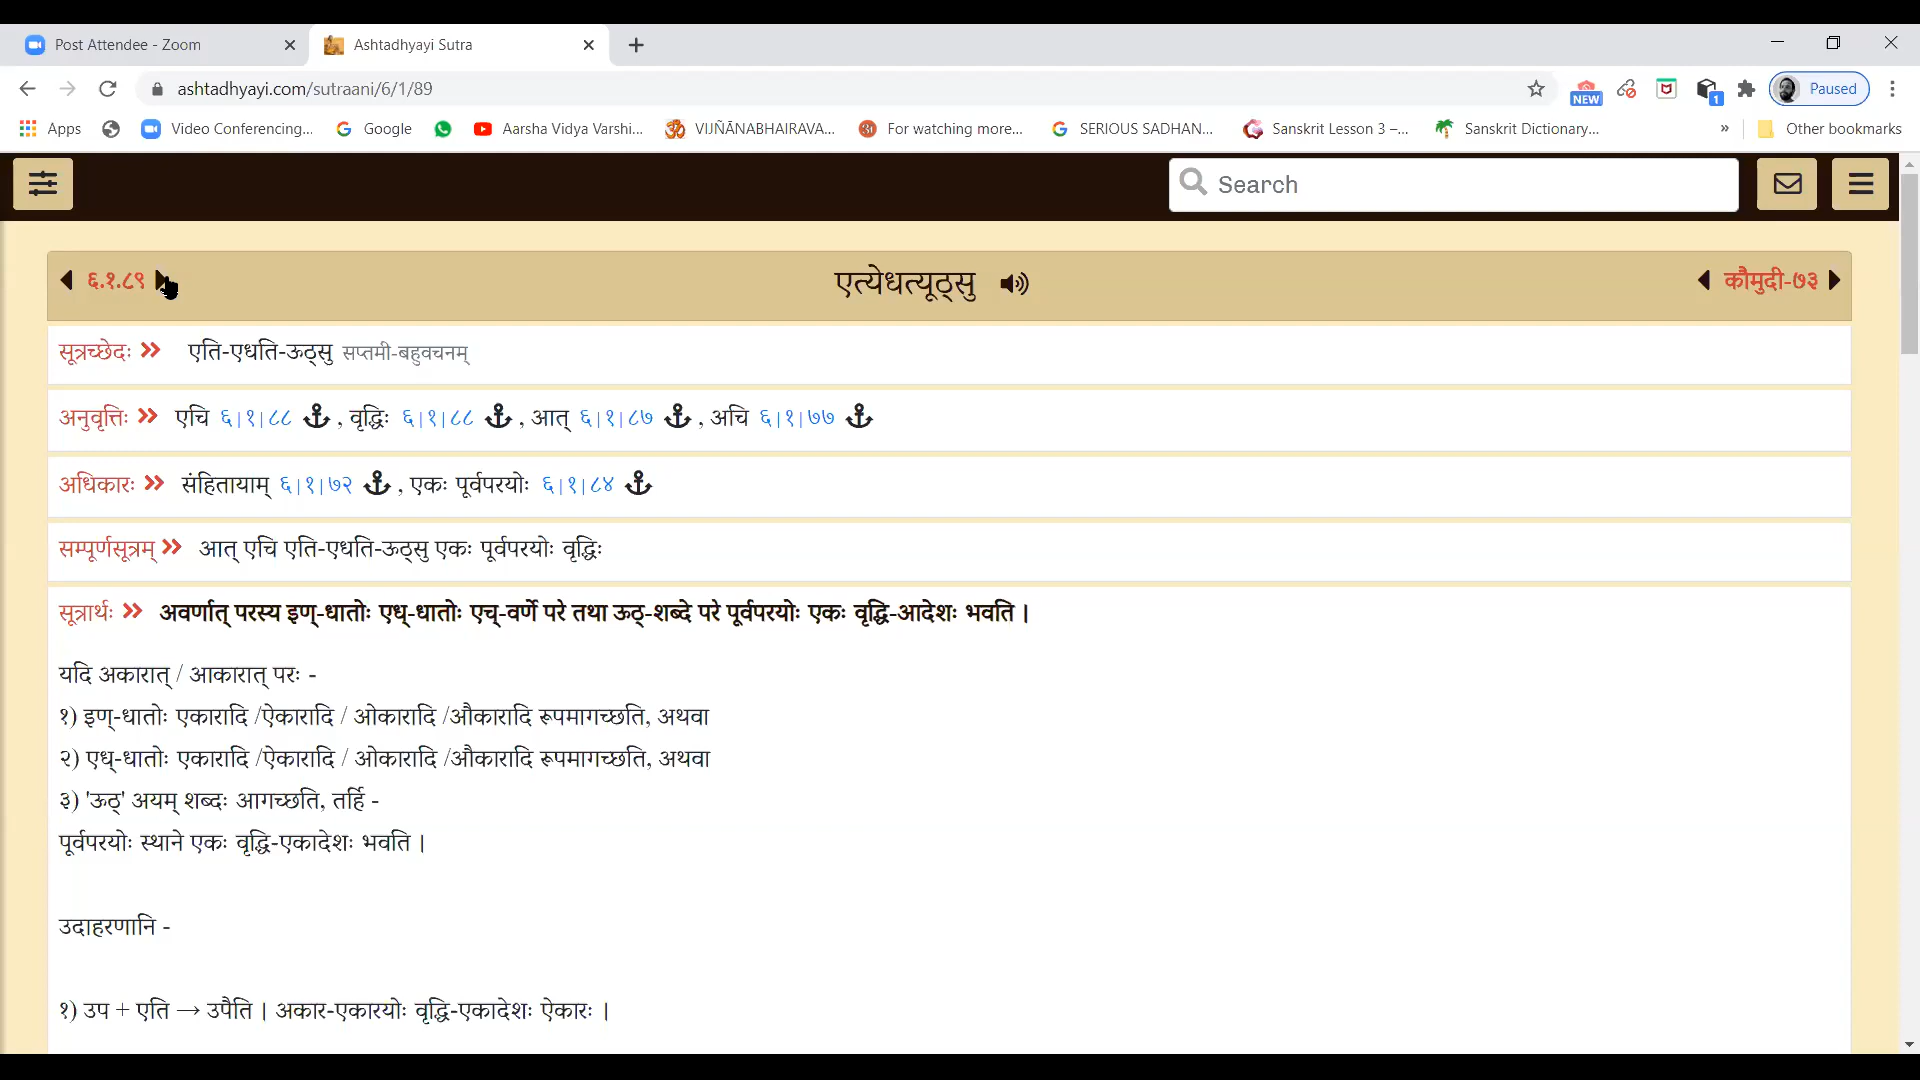 Post Attendee - Zoom
Ashtadhyayi Sutra
ashtadhyayi.com/sutraani/6/1/89
NEW
1
Paused
Apps
Video Conferencing...
Google
Aarsha Vidya Varshi...
VIJÑĀNABHAIRAVA...
For watching more...
SERIOUS SADHAN...
Sanskrit Lesson 3 –...
Sanskrit Dictionary...
»
Other bookmarks
Search
६.१.८९
एत्येधत्यूठ्सु
कौमुदी-७३
सूत्रच्छेदः एति-एधति-ऊठ्सु सप्तमी-बहुवचनम्
अनुवृत्तिः एचि ६|१|८८ , वृद्धिः ६|१|८८ , आत् ६|१|८७ , अचि ६|१|७७
अधिकारः संहितायाम् ६|१|७२ , एकः पूर्वपरयोः ६|१|८४
सम्पूर्णसूत्रम् आत् एचि एति-एधति-ऊठ्सु एकः पूर्वपरयोः वृद्धिः
सूत्रार्थः अवर्णात् परस्य इण्-धातोः एध्-धातोः एच्-वर्णे परे तथा ऊठ्-शब्दे परे पूर्वपरयोः एकः वृद्धि-आदेशः भवति ।
यदि अकारात् / आकारात् परः -
१) इण्-धातोः एकारादि /ऐकारादि / ओकारादि /औकारादि रूपमागच्छति, अथवा
२) एध्-धातोः एकारादि /ऐकारादि / ओकारादि /औकारादि रूपमागच्छति, अथवा
३) 'ऊठ्' अयम् शब्दः आगच्छति, तर्हि -
पूर्वपरयोः स्थाने एकः वृद्धि-एकादेशः भवति ।
उदाहरणानि -
१) उप + एति → उपैति । अकार-एकारयोः वृद्धि-एकादेशः ऐकारः ।